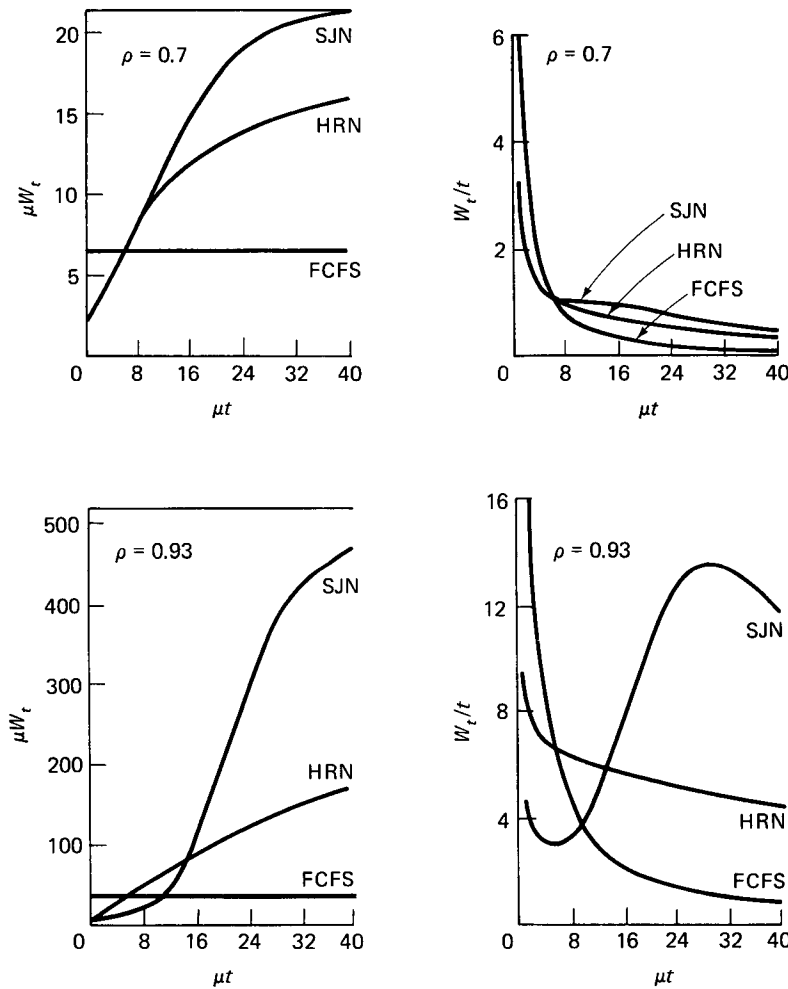 ρ = 0.7
μW_t
20
15
10
5
0
8
16
24
32
40
μt
SJN
HRN
FCFS
ρ = 0.7
W_t/t
6
4
2
0
8
16
24
32
40
μt
SJN
HRN
FCFS
ρ = 0.93
μW_t
500
400
300
200
100
0
8
16
24
32
40
μt
SJN
HRN
FCFS
ρ = 0.93
W_t/t
16
12
8
4
0
8
16
24
32
40
μt
SJN
HRN
FCFS